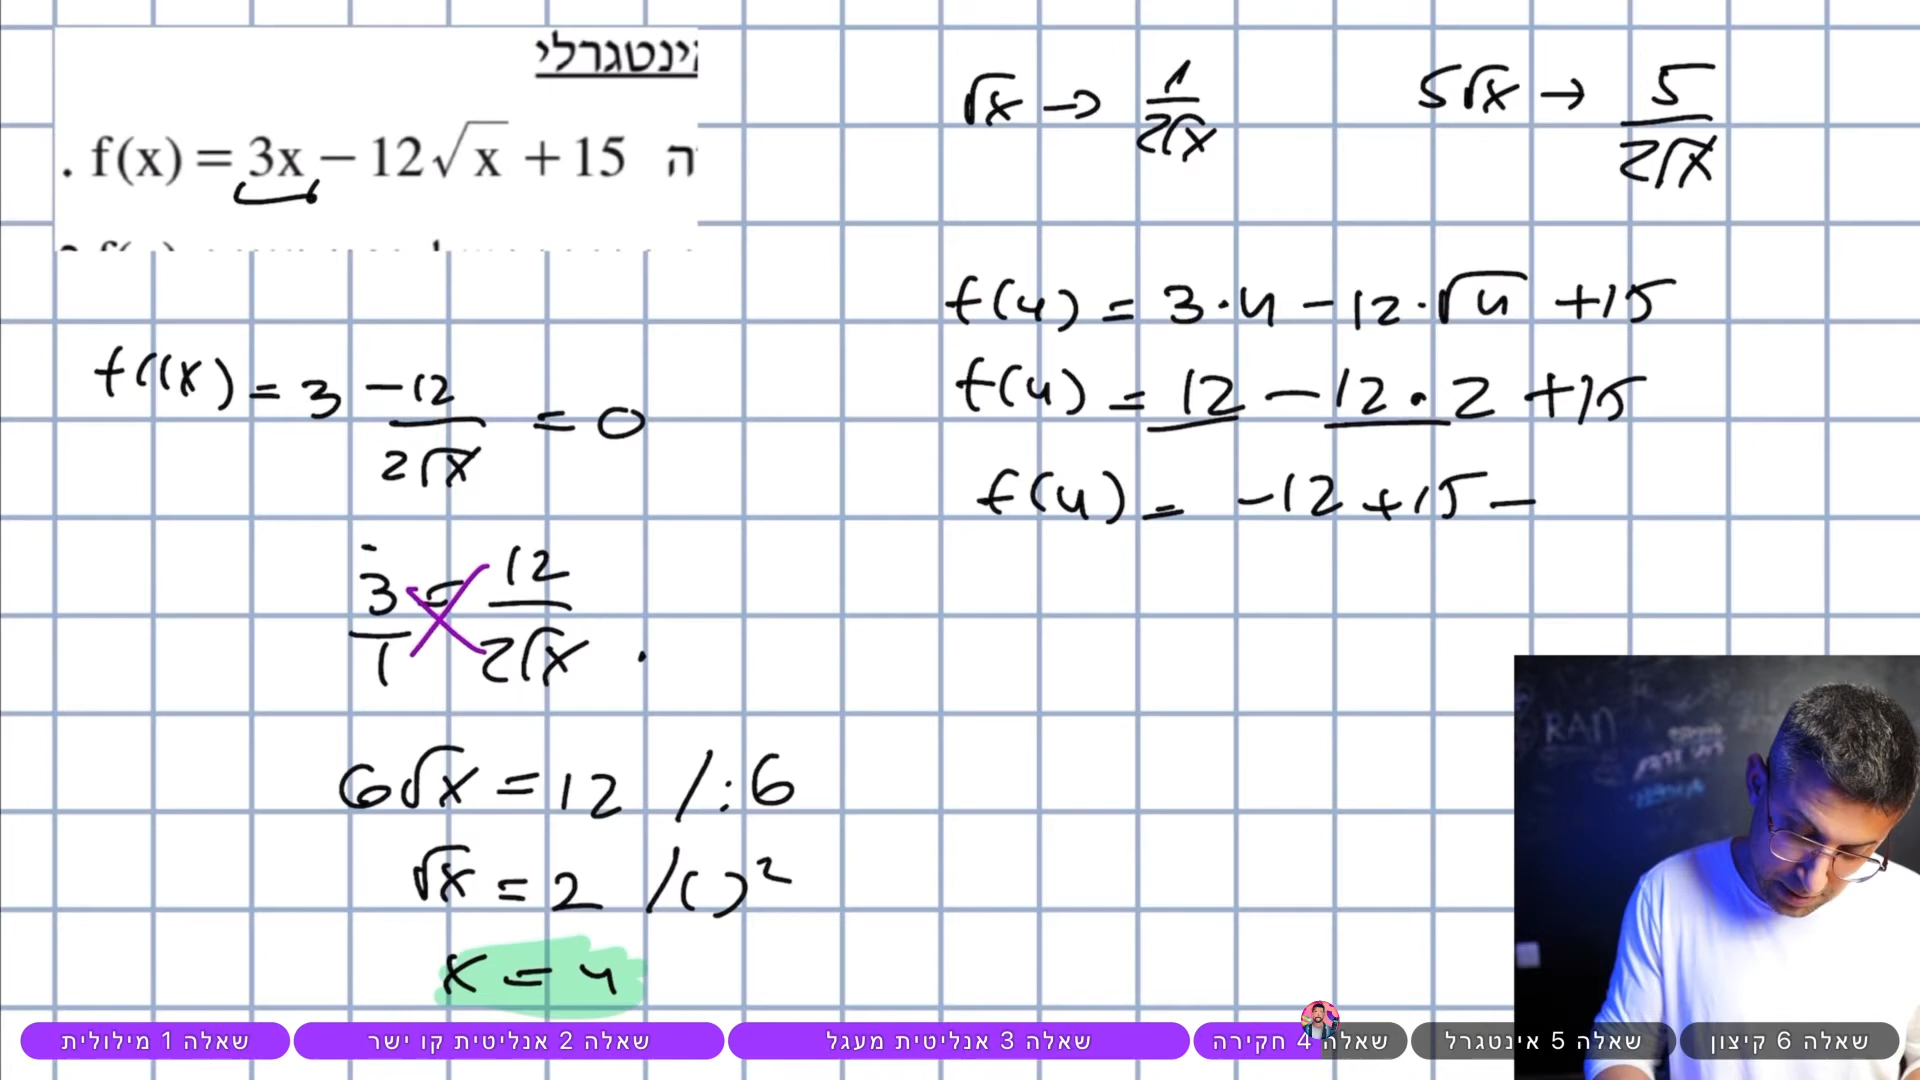 אינטגרלי
. f(x) = 3x − 12√x + 15
f'(x) = 3 −12/2√x = 0
3/1 = 12/2√x .
6√x = 12 /:6
√x = 2 /( )²
x = 4
√x → 1/2√x
5√x → 5/2√x
f(4) = 3·4 − 12·√4 + 15
f(4) = 12 − 12·2 + 15
f(4) = −12 + 15 −
RAN
שאלה 1 מילולית
שאלה 2 אנליטית קו ישר
שאלה 3 אנליטית מעגל
שאלה 4 חקירה
שאלה 5 אינטגרל
שאלה 6 קיצון